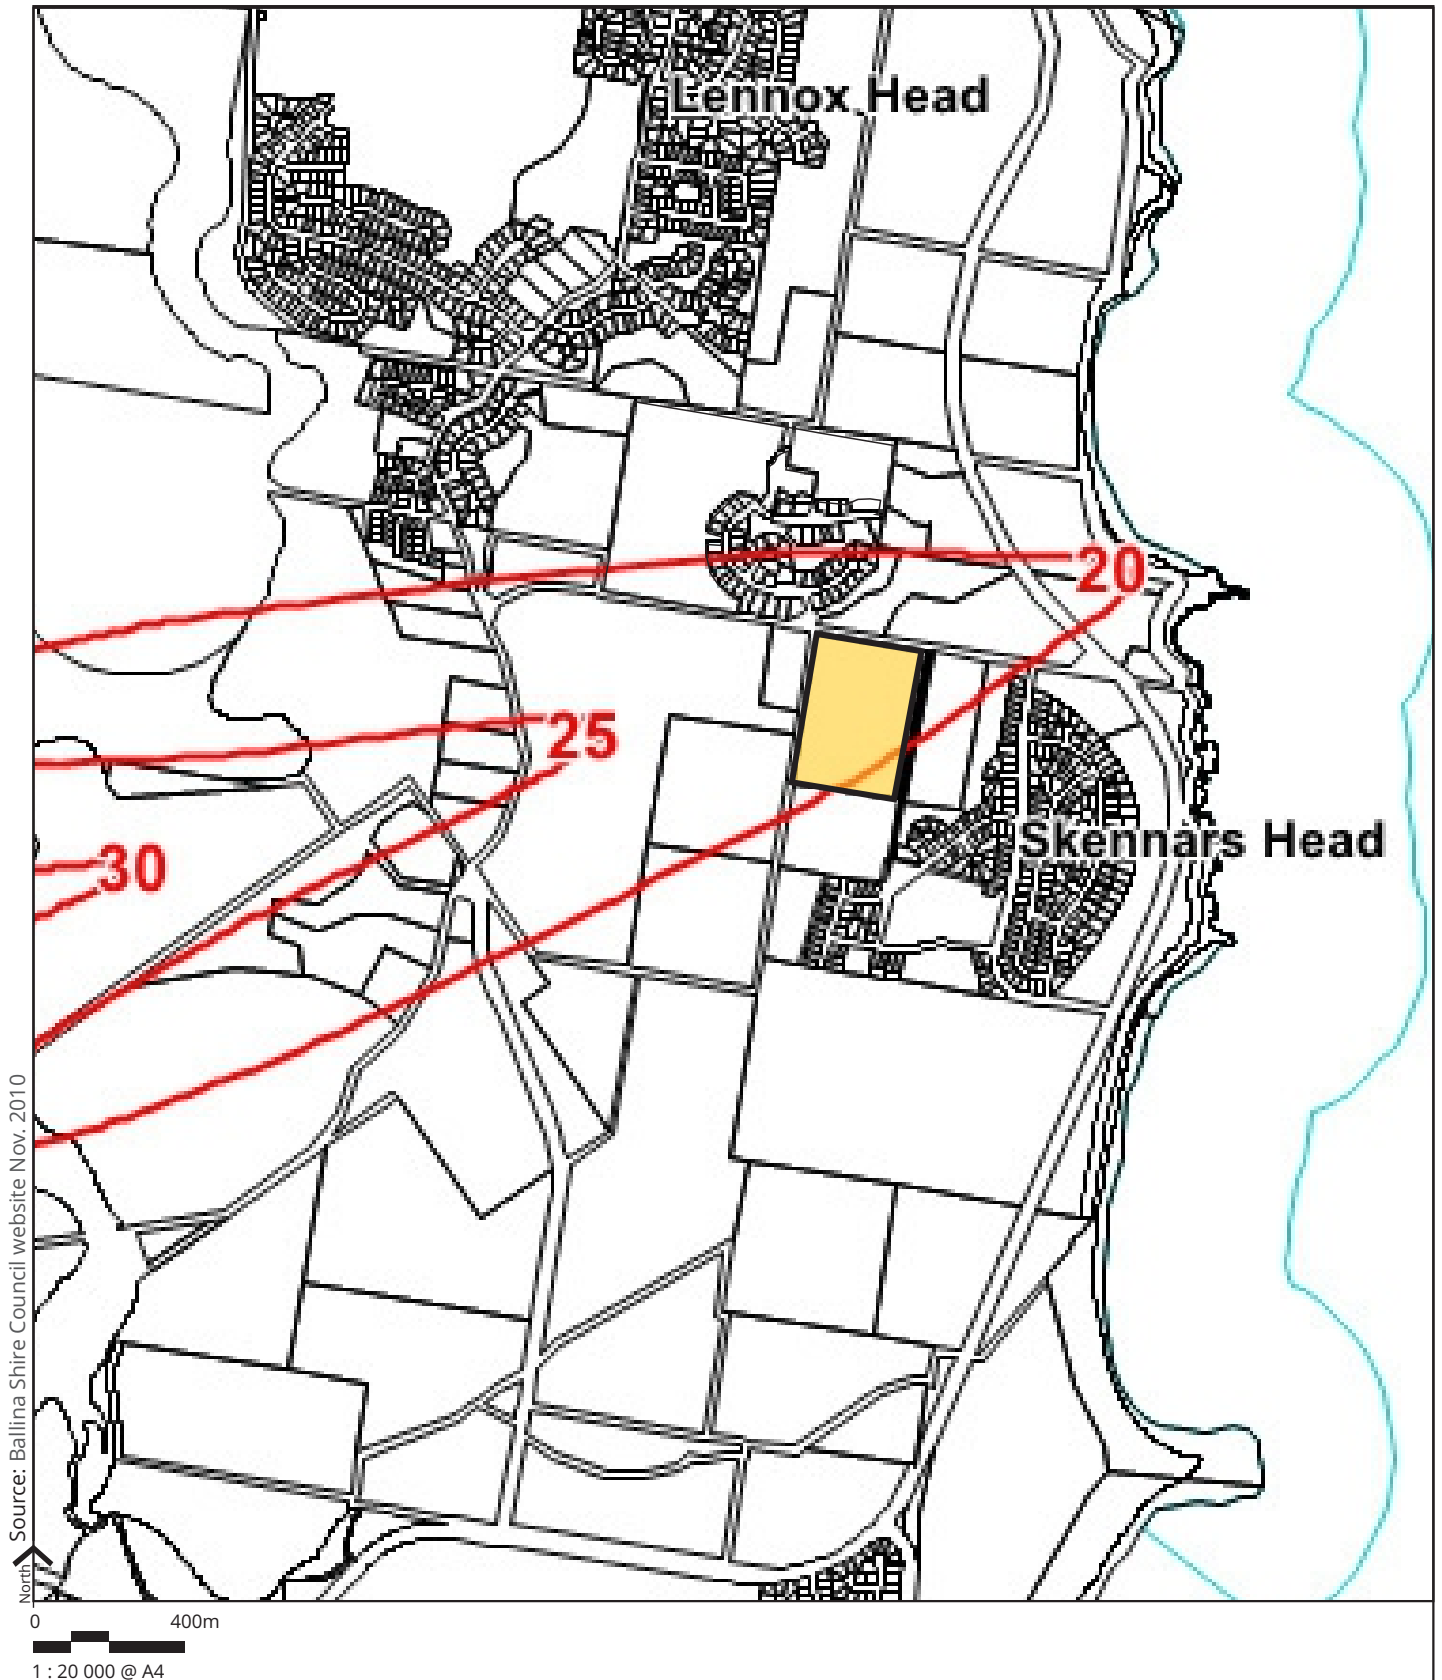 Lennox Head
20
25
30
Skennars Head
Source: Ballina Shire Council website Nov. 2010
North
0 400m
1 : 20 000 @ A4